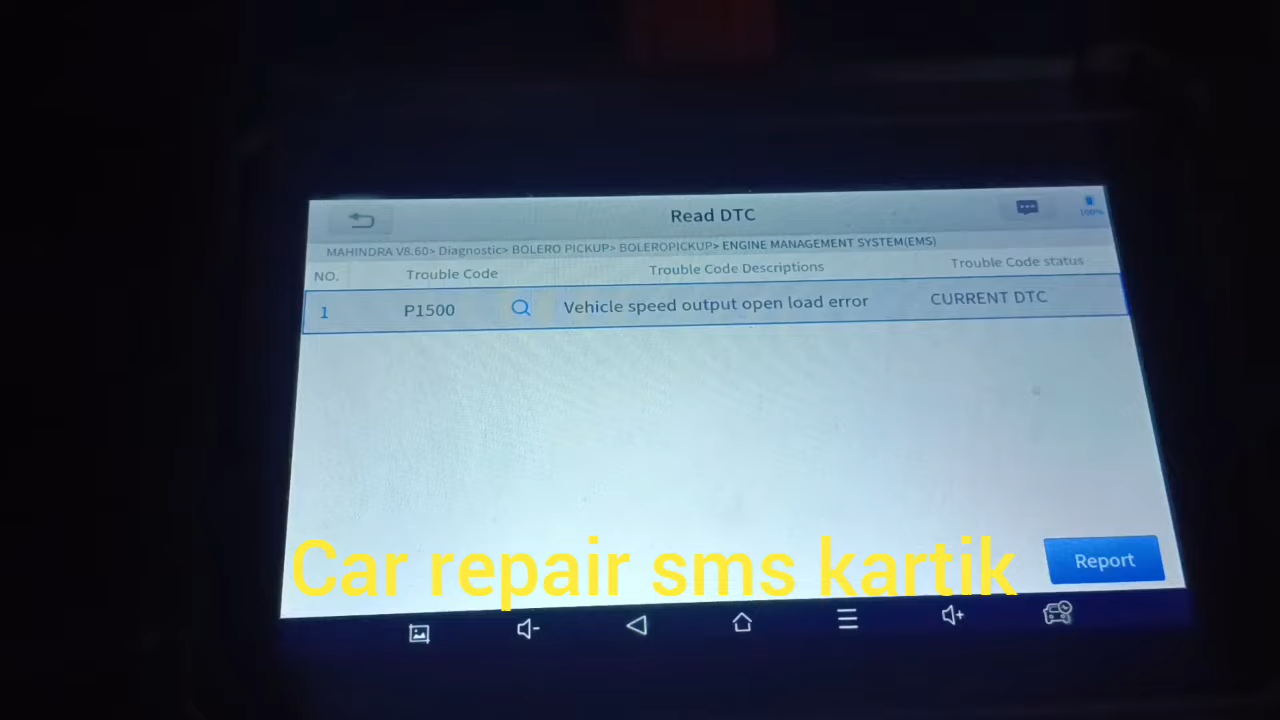 Read DTC
100%
MAHINDRA V8.60> Diagnostic> BOLERO PICKUP> BOLEROPICKUP> ENGINE MANAGEMENT SYSTEM(EMS)
NO. Trouble Code Trouble Code Descriptions Trouble Code status
1 P1500 Vehicle speed output open load error CURRENT DTC
Car repair sms kartik
Report